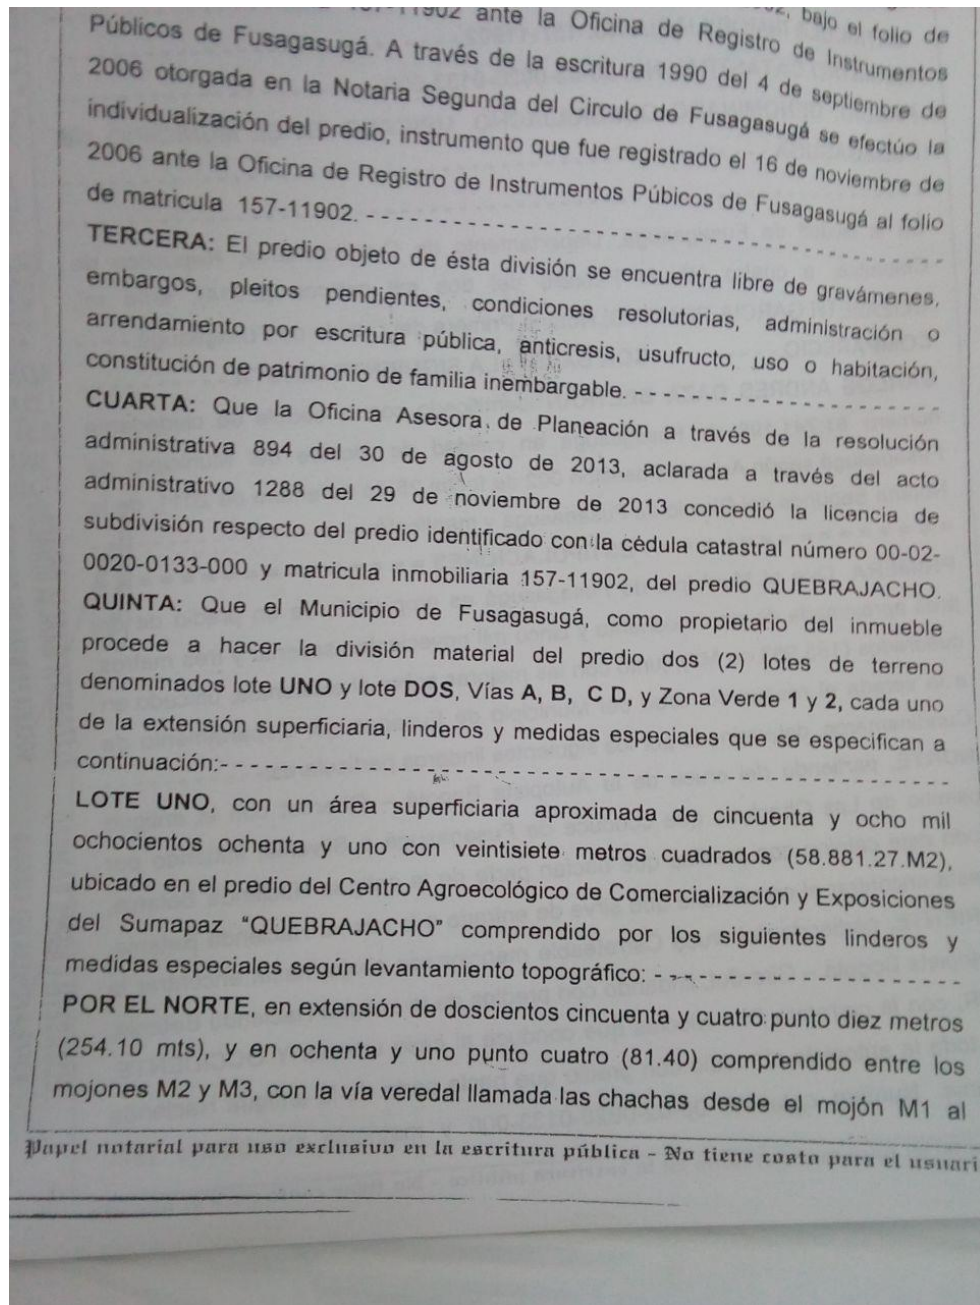 -11902 ante la Oficina de Registro de Instrumentos
bajo el folio de
Públicos de Fusagasugá. A través de la escritura 1990 del 4 de septiembre de
2006 otorgada en la Notaria Segunda del Circulo de Fusagasugá se efectúo la
individualización del predio, instrumento que fue registrado el 16 de noviembre de
2006 ante la Oficina de Registro de Instrumentos Púbicos de Fusagasugá al folio
de matricula 157-11902. - - - - - - - - - - - - - - - - - - - - - - - - - - - - - - - - - - - - - - -
TERCERA: El predio objeto de ésta división se encuentra libre de gravámenes,
embargos, pleitos pendientes, condiciones resolutorias, administración o
arrendamiento por escritura pública, anticresis, usufructo, uso o habitación,
constitución de patrimonio de familia inembargable. - - - - - - - - - - - - - - - - - - - -
CUARTA: Que la Oficina Asesora de Planeación a través de la resolución
administrativa 894 del 30 de agosto de 2013, aclarada a través del acto
administrativo 1288 del 29 de noviembre de 2013 concedió la licencia de
subdivisión respecto del predio identificado con la cédula catastral número 00-02-
0020-0133-000 y matricula inmobiliaria 157-11902, del predio QUEBRAJACHO.
QUINTA: Que el Municipio de Fusagasugá, como propietario del inmueble
procede a hacer la división material del predio dos (2) lotes de terreno
denominados lote UNO y lote DOS, Vías A, B, C D, y Zona Verde 1 y 2, cada uno
de la extensión superficiaria, linderos y medidas especiales que se especifican a
continuación:- - - - - - - - - - - - - - - - - - - - - - - - - - - - - - - - - - - - - - - - - - - - - - -
LOTE UNO, con un área superficiaria aproximada de cincuenta y ocho mil
ochocientos ochenta y uno con veintisiete metros cuadrados (58.881.27.M2),
ubicado en el predio del Centro Agroecológico de Comercialización y Exposiciones
del Sumapaz “QUEBRAJACHO” comprendido por los siguientes linderos y
medidas especiales según levantamiento topográfico: - - - - - - - - - - - - - - - - - - - -
POR EL NORTE, en extensión de doscientos cincuenta y cuatro punto diez metros
(254.10 mts), y en ochenta y uno punto cuatro (81.40) comprendido entre los
mojones M2 y M3, con la vía veredal llamada las chachas desde el mojón M1 al
Papel notarial para uso exclusivo en la escritura pública - No tiene costo para el usuari